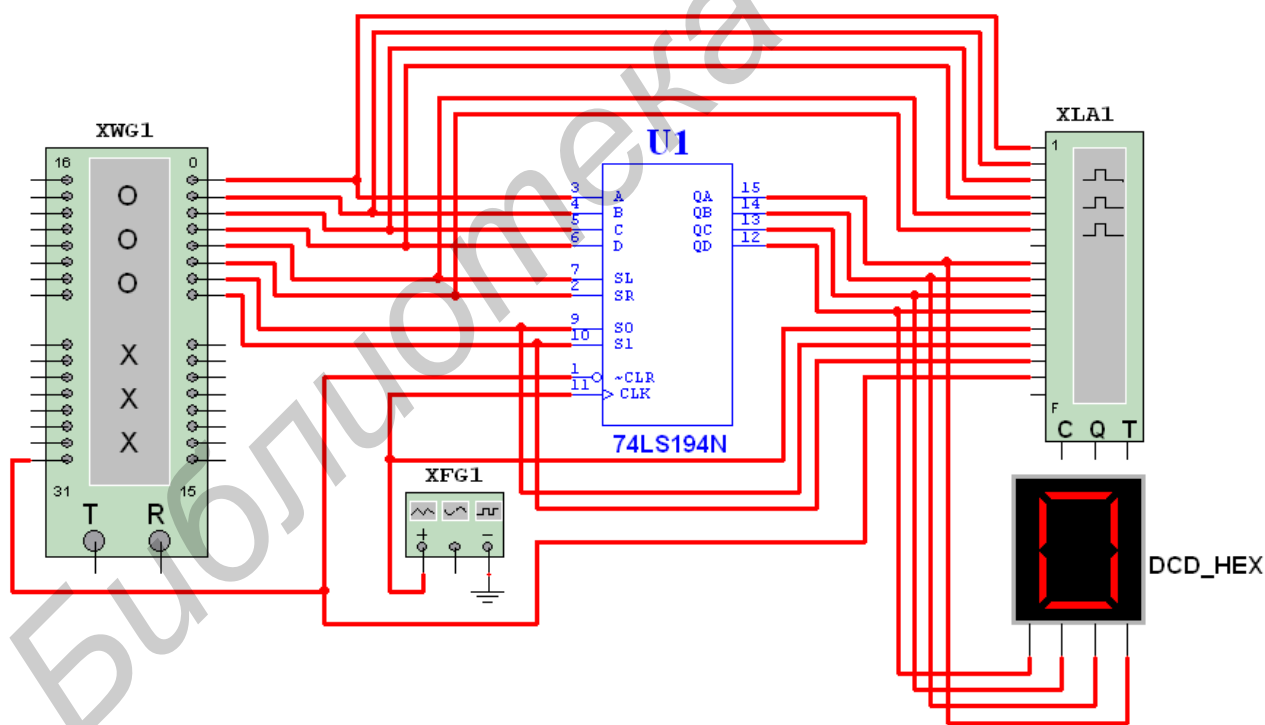 Библиотека
XWG1
16 0
O
O
O
X
X
X
31 15
T R
U1
3 A QA 15
4 B QB 14
5 C QC 13
6 D QD 12
7 SL
2 SR
9 S0
10 S1
1 ~CLR
11 CLK
74LS194N
XFG1
+ −
XLA1
1
F
C Q T
0
DCD_HEX